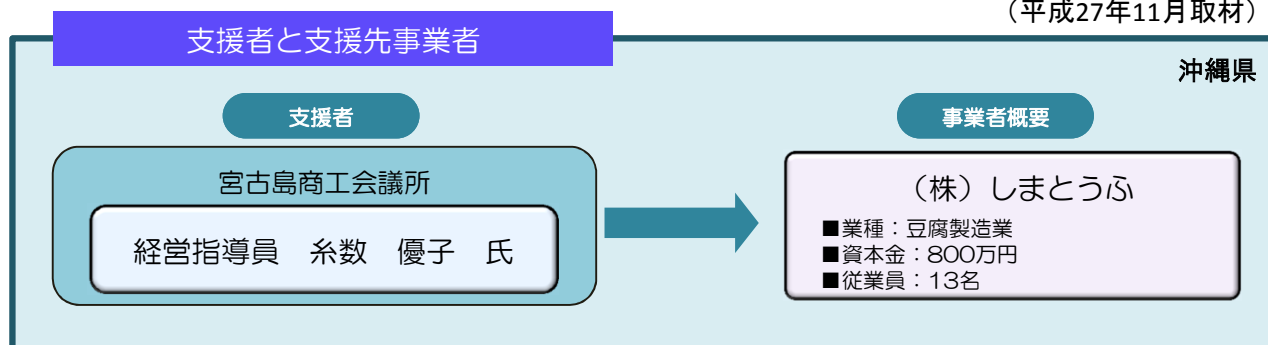 （平成27年11月取材）
支援者と支援先事業者
沖縄県
支援者
宮古島商工会議所
経営指導員　糸数　優子　氏
事業者概要
（株）しまとうふ
■業種：豆腐製造業
■資本金：800万円
■従業員：13名